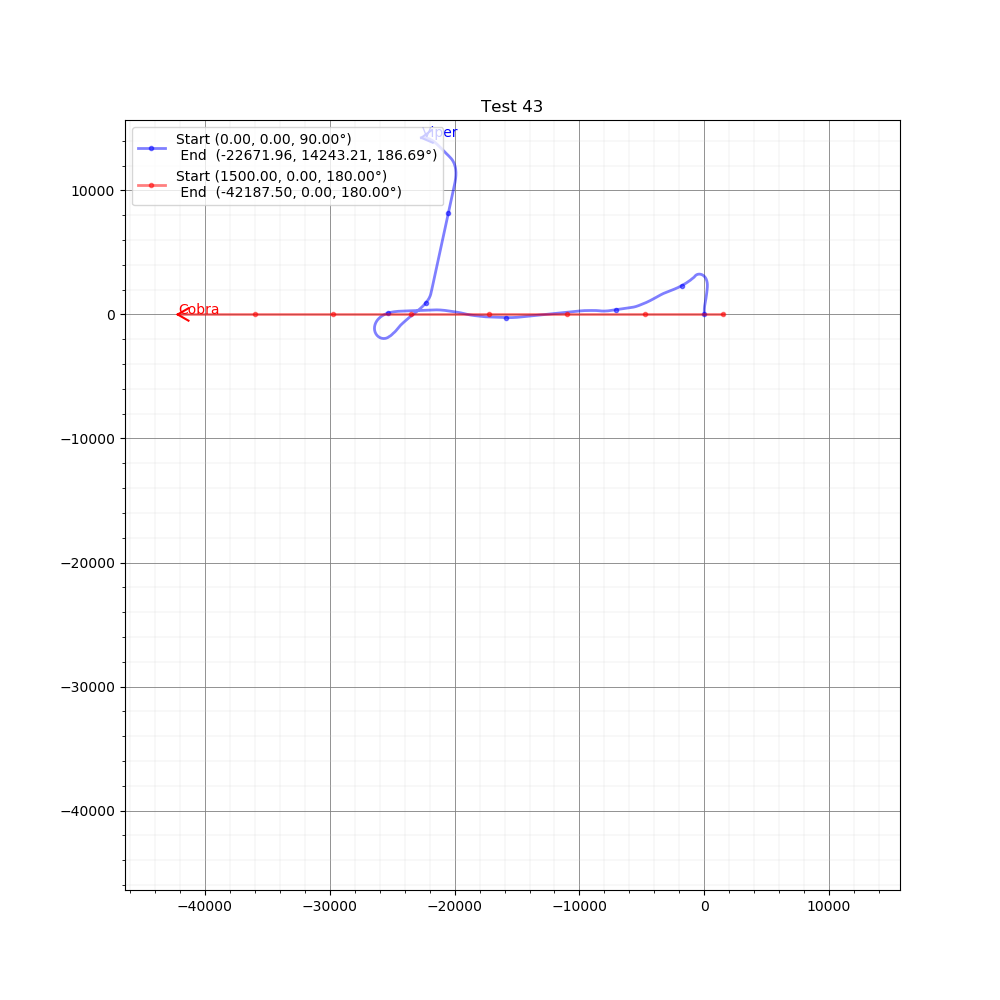 Test 43
Start (0.00, 0.00, 90.00°)
End (-22671.96, 14243.21, 186.69°)
Start (1500.00, 0.00, 180.00°)
End (-42187.50, 0.00, 180.00°)
Viper
Cobra
10000
0
−10000
−20000
−30000
−40000
−40000
−30000
−20000
−10000
0
10000